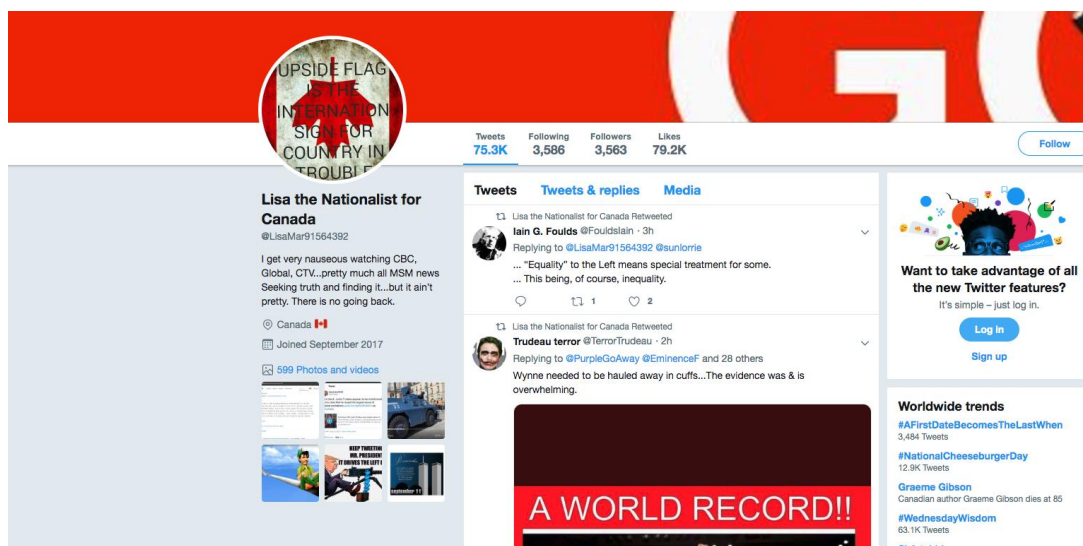 UPSIDE FLAG
IS THE
INTERNATION
SIGN FOR
COUNTRY IN
TROUBLE
Tweets
75.3K
Following
3,586
Followers
3,563
Likes
79.2K
Follow
Lisa the Nationalist for
Canada
@LisaMar91564392
I get very nauseous watching CBC,
Global, CTV...pretty much all MSM news
Seeking truth and finding it...but it ain't
pretty. There is no going back.
Canada
Joined September 2017
599 Photos and videos
KEEP TWEETING
MR. PRESIDENT
IT DRIVES THE LEFT
september 11
Tweets Tweets & replies Media
Lisa the Nationalist for Canada Retweeted
Iain G. Foulds @FouldsIain · 3h
Replying to @LisaMar91564392 @sunlorrie
... “Equality” to the Left means special treatment for some.
... This being, of course, inequality.
1 2
Lisa the Nationalist for Canada Retweeted
Trudeau terror @TerrorTrudeau · 2h
Replying to @PurpleGoAway @EminenceF and 28 others
Wynne needed to be hauled away in cuffs...The evidence was & is
overwhelming.
A WORLD RECORD!!
Want to take advantage of all
the new Twitter features?
It's simple – just log in.
Log in
Sign up
Worldwide trends
#AFirstDateBecomesTheLastWhen
3,484 Tweets
#NationalCheeseburgerDay
12.9K Tweets
Graeme Gibson
Canadian author Graeme Gibson dies at 85
#WednesdayWisdom
63.1K Tweets